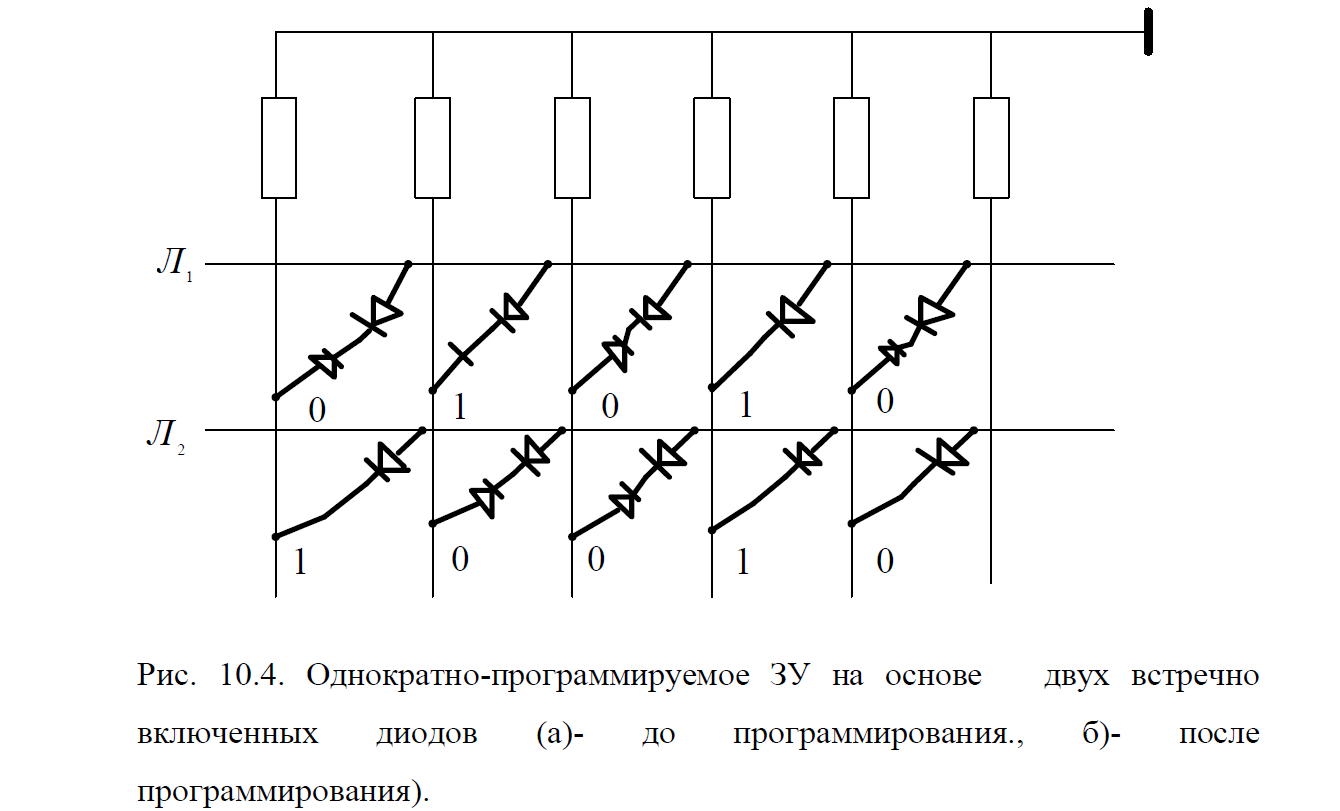 Л₁
0 1 0 1 0
Л₂
1 0 0 1 0
Рис. 10.4. Однократно-программируемое ЗУ на основе двух встречно
включенных диодов (а)- до программирования., б)- после
программирования).